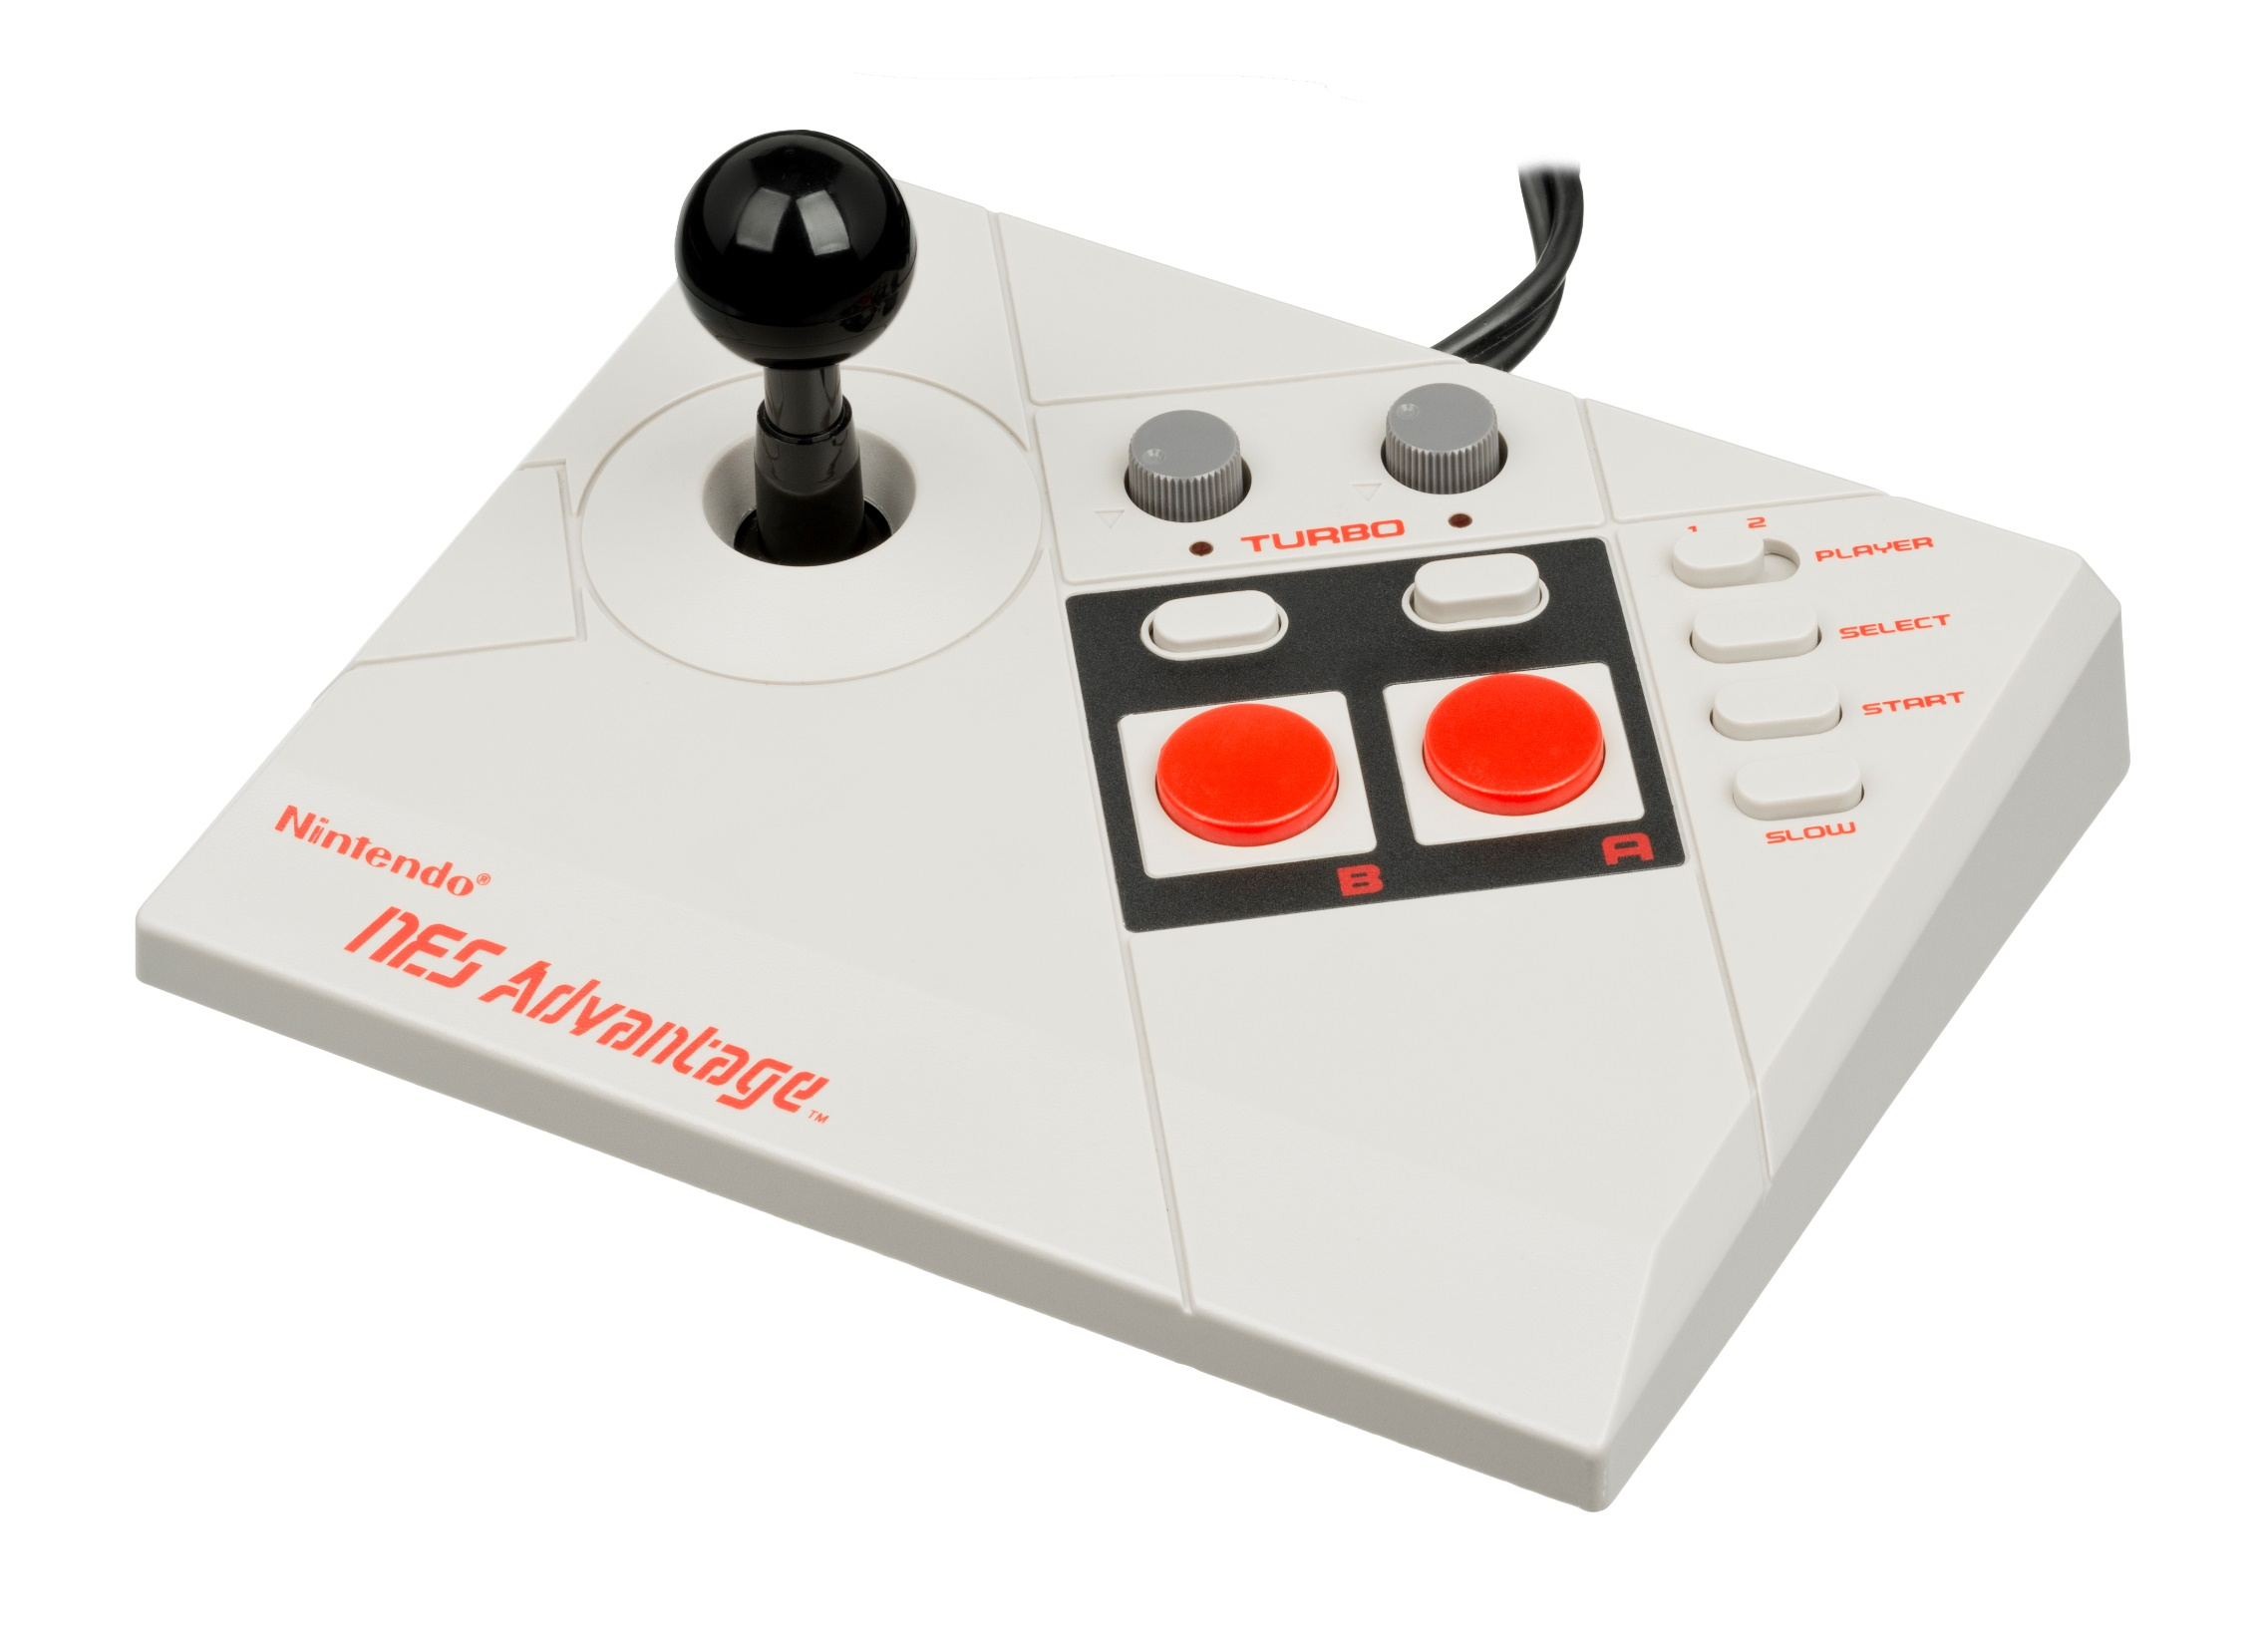 TURBO
1 2
PLAYER
SELECT
START
SLOW
B
A
Nintendo®
NES Advantage™